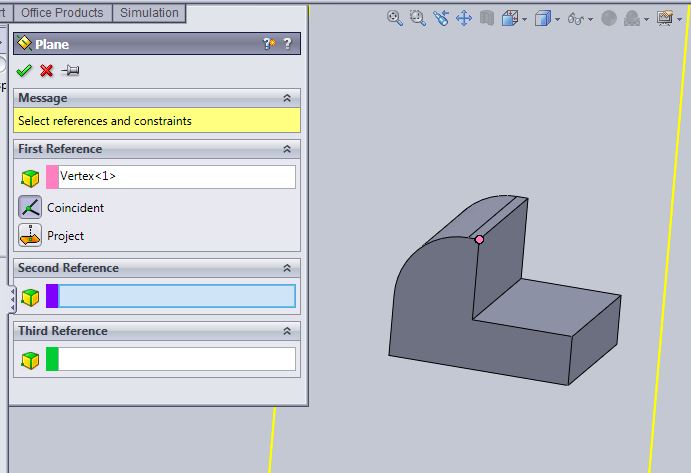 rt Office Products Simulation
Plane ?
Message
Select references and constraints
First Reference
Vertex<1>
Coincident
Project
Second Reference
Third Reference